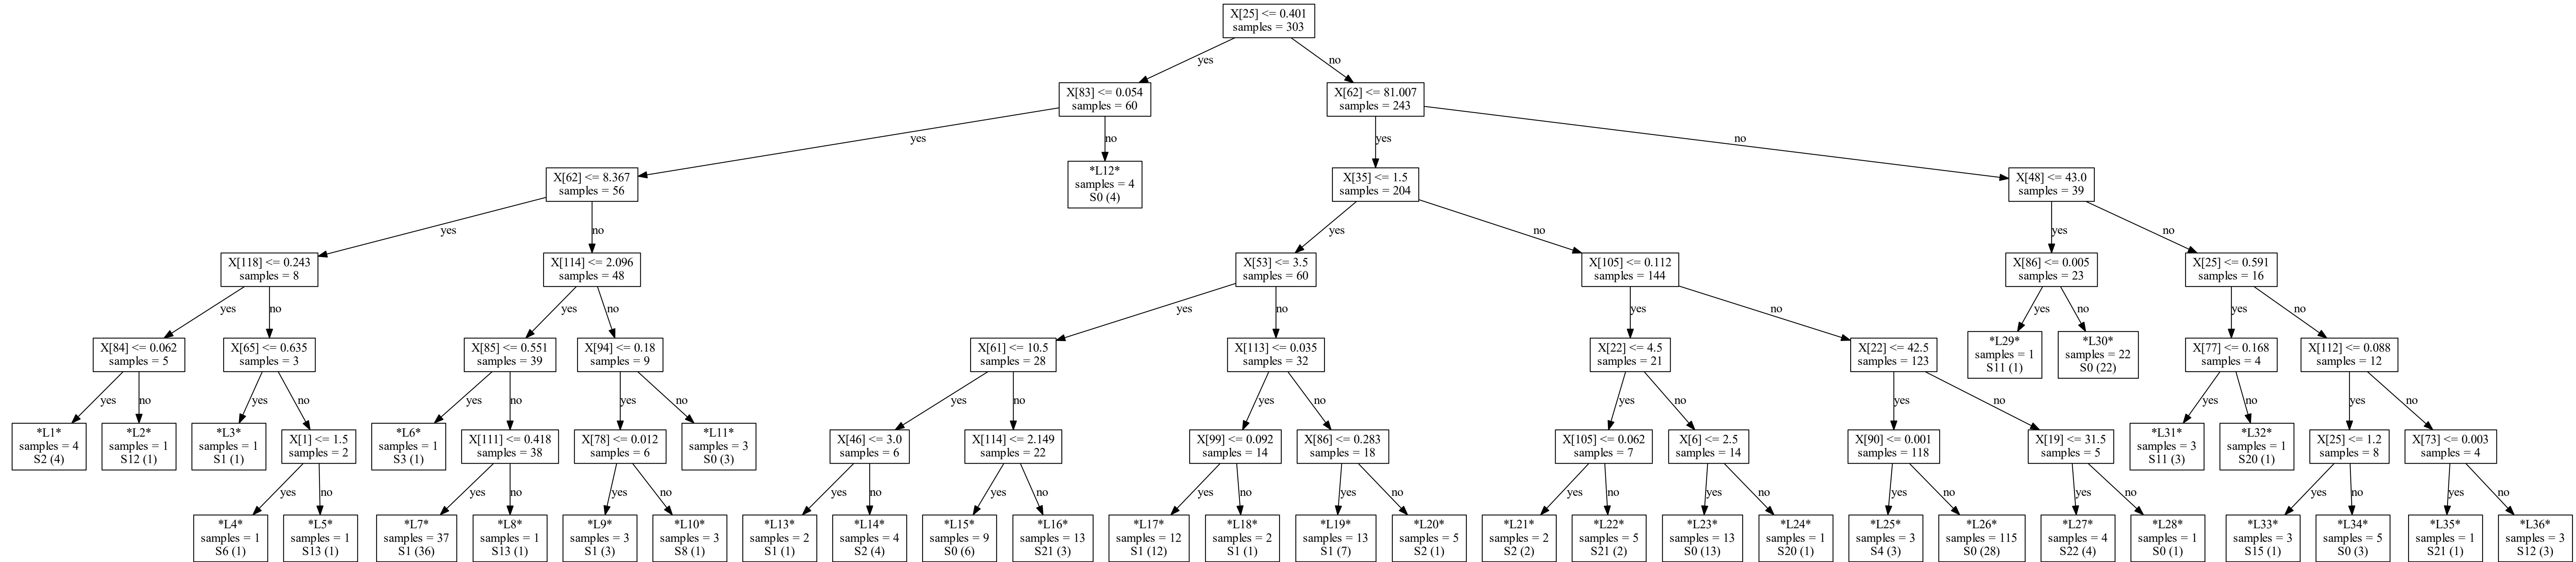 X[25] <= 0.401
samples = 303
yes
no
X[83] <= 0.054
samples = 60
X[62] <= 81.007
samples = 243
yes
no
yes
no
X[62] <= 8.367
samples = 56
*L12*
samples = 4
S0 (4)
X[35] <= 1.5
samples = 204
X[48] <= 43.0
samples = 39
yes
no
yes
no
yes
no
X[118] <= 0.243
samples = 8
X[114] <= 2.096
samples = 48
X[53] <= 3.5
samples = 60
X[105] <= 0.112
samples = 144
X[86] <= 0.005
samples = 23
X[25] <= 0.591
samples = 16
yes
no
yes
no
yes
no
yes
no
yes
no
yes
no
X[84] <= 0.062
samples = 5
X[65] <= 0.635
samples = 3
X[85] <= 0.551
samples = 39
X[94] <= 0.18
samples = 9
X[61] <= 10.5
samples = 28
X[113] <= 0.035
samples = 32
X[22] <= 4.5
samples = 21
X[22] <= 42.5
samples = 123
*L29*
samples = 1
S11 (1)
*L30*
samples = 22
S0 (22)
X[77] <= 0.168
samples = 4
X[112] <= 0.088
samples = 12
yes
no
yes
no
yes
no
yes
no
yes
no
yes
no
yes
no
yes
no
yes
no
yes
no
*L1*
samples = 4
S2 (4)
*L2*
samples = 1
S12 (1)
*L3*
samples = 1
S1 (1)
X[1] <= 1.5
samples = 2
*L6*
samples = 1
S3 (1)
X[111] <= 0.418
samples = 38
X[78] <= 0.012
samples = 6
*L11*
samples = 3
S0 (3)
X[46] <= 3.0
samples = 6
X[114] <= 2.149
samples = 22
X[99] <= 0.092
samples = 14
X[86] <= 0.283
samples = 18
X[105] <= 0.062
samples = 7
X[6] <= 2.5
samples = 14
X[90] <= 0.001
samples = 118
X[19] <= 31.5
samples = 5
*L31*
samples = 3
S11 (3)
*L32*
samples = 1
S20 (1)
X[25] <= 1.2
samples = 8
X[73] <= 0.003
samples = 4
yes
no
yes
no
yes
no
yes
no
yes
no
yes
no
yes
no
yes
no
yes
no
yes
no
yes
no
yes
no
yes
no
*L4*
samples = 1
S6 (1)
*L5*
samples = 1
S13 (1)
*L7*
samples = 37
S1 (36)
*L8*
samples = 1
S13 (1)
*L9*
samples = 3
S1 (3)
*L10*
samples = 3
S8 (1)
*L13*
samples = 2
S1 (1)
*L14*
samples = 4
S2 (4)
*L15*
samples = 9
S0 (6)
*L16*
samples = 13
S21 (3)
*L17*
samples = 12
S1 (12)
*L18*
samples = 2
S1 (1)
*L19*
samples = 13
S1 (7)
*L20*
samples = 5
S2 (1)
*L21*
samples = 2
S2 (2)
*L22*
samples = 5
S21 (2)
*L23*
samples = 13
S0 (13)
*L24*
samples = 1
S20 (1)
*L25*
samples = 3
S4 (3)
*L26*
samples = 115
S0 (28)
*L27*
samples = 4
S22 (4)
*L28*
samples = 1
S0 (1)
*L33*
samples = 3
S15 (1)
*L34*
samples = 5
S0 (3)
*L35*
samples = 1
S21 (1)
*L36*
samples = 3
S12 (3)